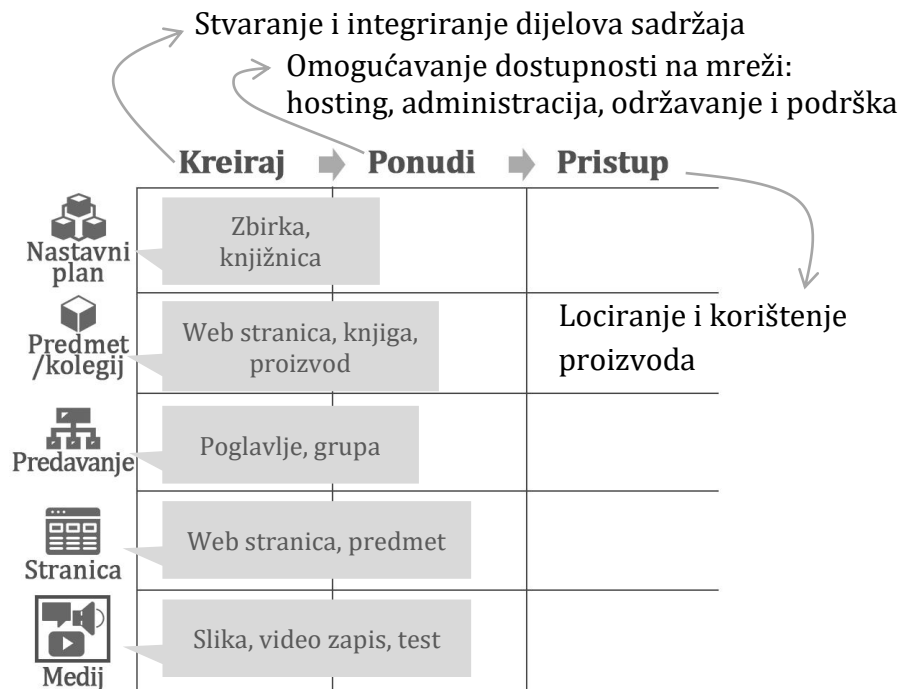 Stvaranje i integriranje dijelova sadržaja
Omogućavanje dostupnosti na mreži:
hosting, administracija, održavanje i podrška
Kreiraj
Ponudi
Pristup
Nastavni
plan
Zbirka,
knjižnica
Predmet
/kolegij
Web stranica, knjiga,
proizvod
Lociranje i korištenje
proizvoda
Predavanje
Poglavlje, grupa
Stranica
Web stranica, predmet
Medij
Slika, video zapis, test